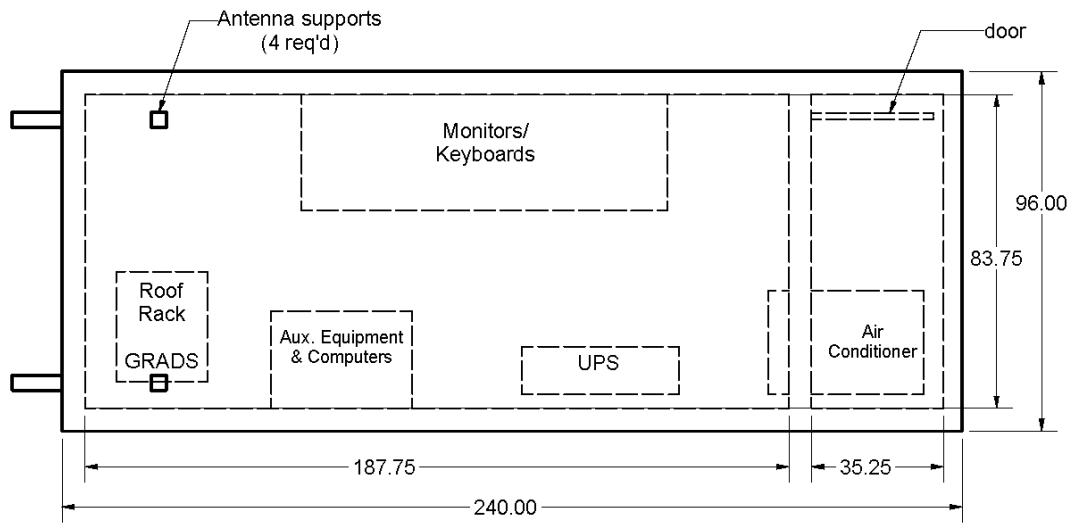 Antenna supports
(4 req'd)
door
Monitors/
Keyboards
96.00
83.75
Roof
Rack
GRADS
Aux. Equipment
& Computers
UPS
Air
Conditioner
187.75
35.25
240.00